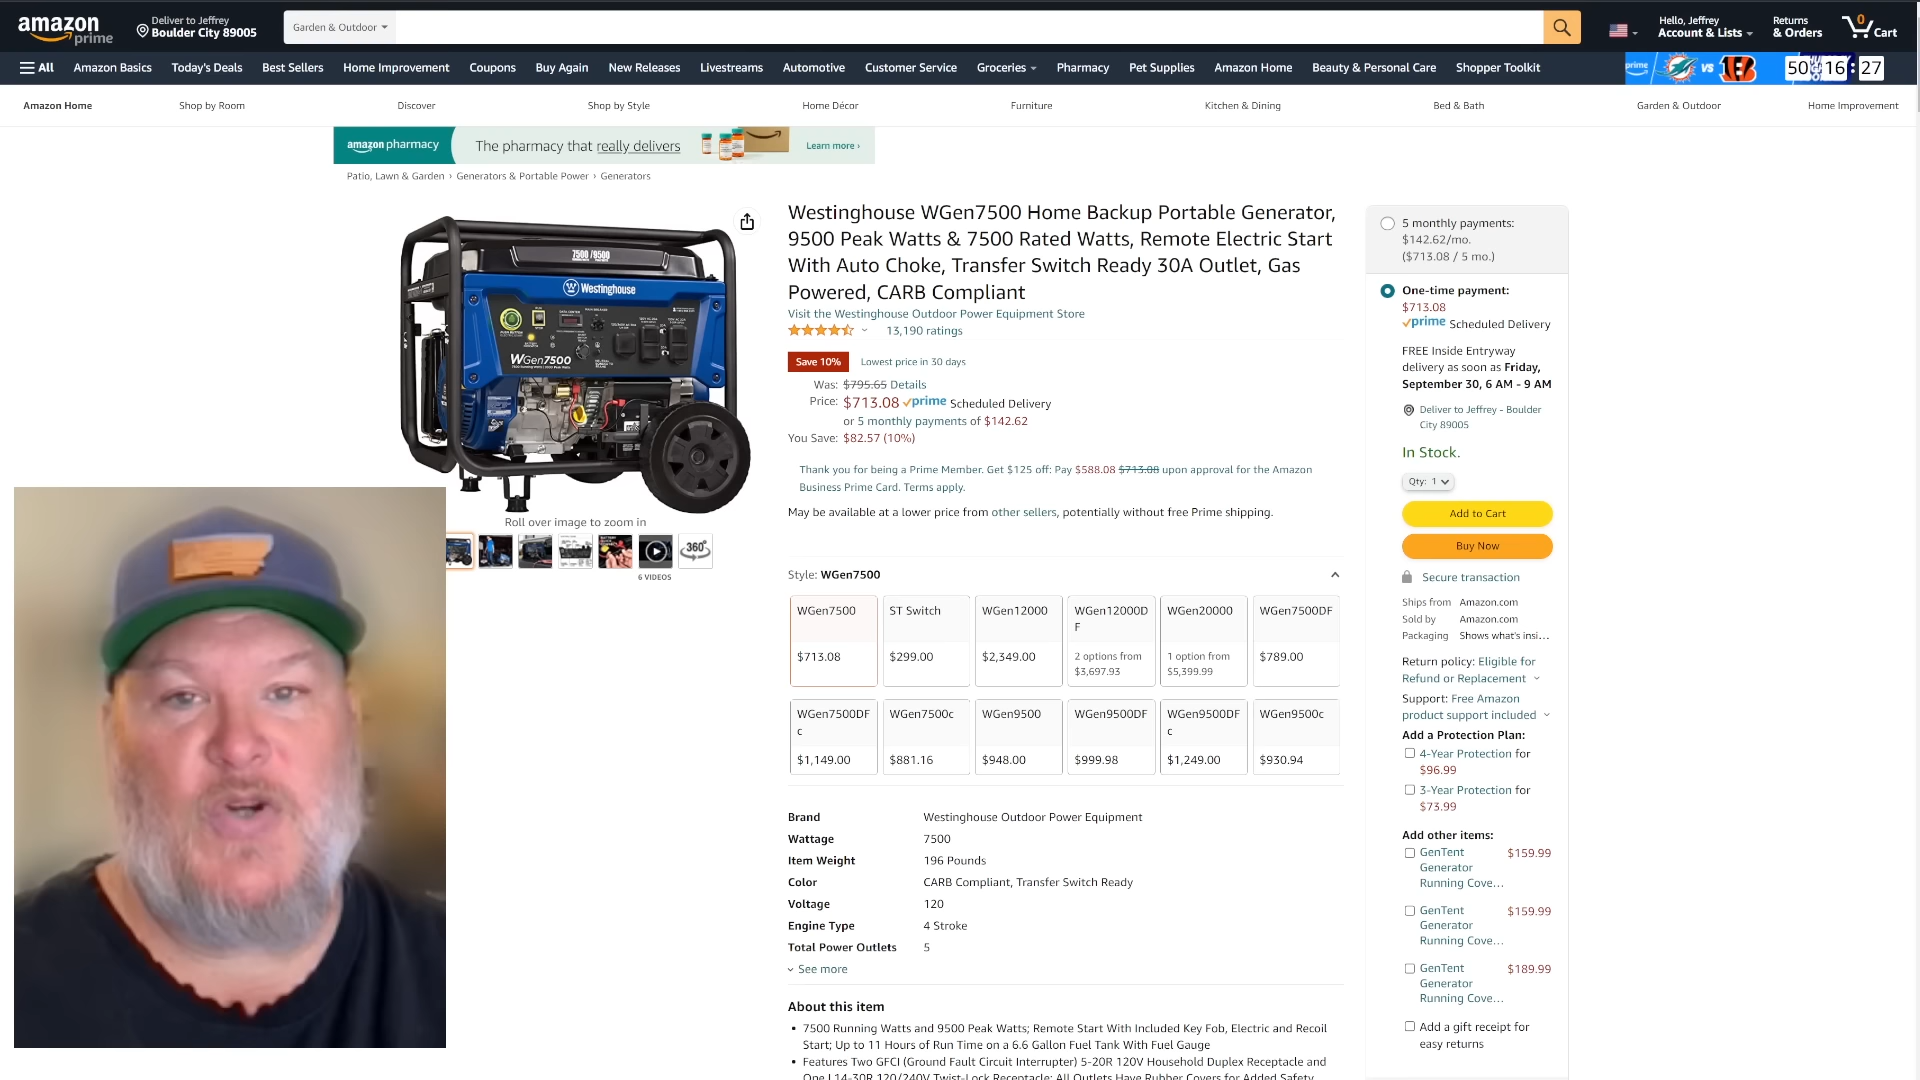 amazon
prime
Deliver to Jeffrey
Boulder City 89005
Garden & Outdoor
Hello, Jeffrey
Account & Lists
Returns
& Orders
0
Cart
All
Amazon Basics
Today's Deals
Best Sellers
Home Improvement
Coupons
Buy Again
New Releases
Livestreams
Automotive
Customer Service
Groceries
Pharmacy
Pet Supplies
Amazon Home
Beauty & Personal Care
Shopper Toolkit
prime
VS
50 : 16 : 27
Amazon Home
Shop by Room
Discover
Shop by Style
Home Décor
Furniture
Kitchen & Dining
Bed & Bath
Garden & Outdoor
Home Improvement
amazon pharmacy
The pharmacy that really delivers
Learn more ›
Patio, Lawn & Garden › Generators & Portable Power › Generators
7500 /9500
Westinghouse
WGen7500
Roll over image to zoom in
360°
6 VIDEOS
Westinghouse WGen7500 Home Backup Portable Generator,
9500 Peak Watts & 7500 Rated Watts, Remote Electric Start
With Auto Choke, Transfer Switch Ready 30A Outlet, Gas
Powered, CARB Compliant
Visit the Westinghouse Outdoor Power Equipment Store
13,190 ratings
Save 10%
Lowest price in 30 days
Was: $795.65 Details
Price: $713.08 prime Scheduled Delivery
or 5 monthly payments of $142.62
You Save: $82.57 (10%)
Thank you for being a Prime Member. Get $125 off: Pay $588.08 $713.08 upon approval for the Amazon
Business Prime Card. Terms apply.
May be available at a lower price from other sellers, potentially without free Prime shipping.
Style: WGen7500
WGen7500
$713.08
ST Switch
$299.00
WGen12000
$2,349.00
WGen12000D
F
2 options from
$3,697.93
WGen20000
1 option from
$5,399.99
WGen7500DF
$789.00
WGen7500DF
c
$1,149.00
WGen7500c
$881.16
WGen9500
$948.00
WGen9500DF
$999.98
WGen9500DF
c
$1,249.00
WGen9500c
$930.94
Brand Westinghouse Outdoor Power Equipment
Wattage 7500
Item Weight 196 Pounds
Color CARB Compliant, Transfer Switch Ready
Voltage 120
Engine Type 4 Stroke
Total Power Outlets 5
See more
About this item
• 7500 Running Watts and 9500 Peak Watts; Remote Start With Included Key Fob, Electric and Recoil
Start; Up to 11 Hours of Run Time on a 6.6 Gallon Fuel Tank With Fuel Gauge
• Features Two GFCI (Ground Fault Circuit Interrupter) 5-20R 120V Household Duplex Receptacle and
One L14-30R 120/240V Twist-Lock Receptacle; All Outlets Have Rubber Covers for Added Safety
5 monthly payments:
$142.62/mo.
($713.08 / 5 mo.)
One-time payment:
$713.08
prime Scheduled Delivery
FREE Inside Entryway
delivery as soon as Friday,
September 30, 6 AM - 9 AM
Deliver to Jeffrey - Boulder
City 89005
In Stock.
Qty: 1
Add to Cart
Buy Now
Secure transaction
Ships from Amazon.com
Sold by Amazon.com
Packaging Shows what's insi...
Return policy: Eligible for
Refund or Replacement
Support: Free Amazon
product support included
Add a Protection Plan:
4-Year Protection for
$96.99
3-Year Protection for
$73.99
Add other items:
GenTent $159.99
Generator
Running Cove...
GenTent $159.99
Generator
Running Cove...
GenTent $189.99
Generator
Running Cove...
Add a gift receipt for
easy returns